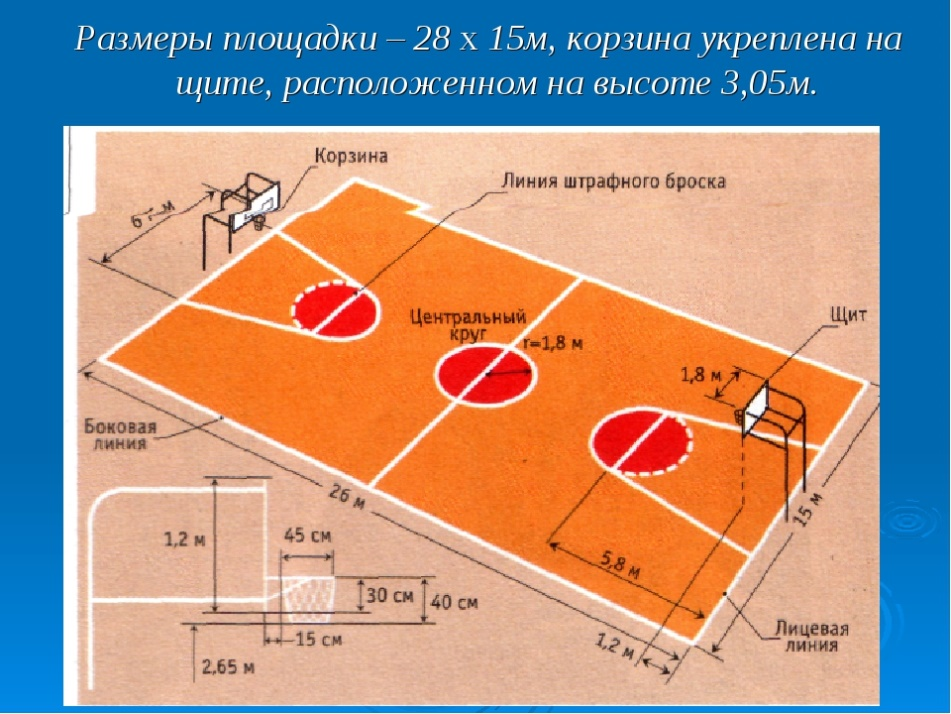 Размеры площадки – 28 х 15м, корзина укреплена на
щите, расположенном на высоте 3,05м.
Корзина
Линия штрафного броска
Центральный
круг
r=1,8 м
Щит
1,8 м
Боковая
линия
26 м
15 м
1,2 м
45 см
5,8 м
30 см
40 см
15 см
1,2 м
Лицевая
линия
2,65 м